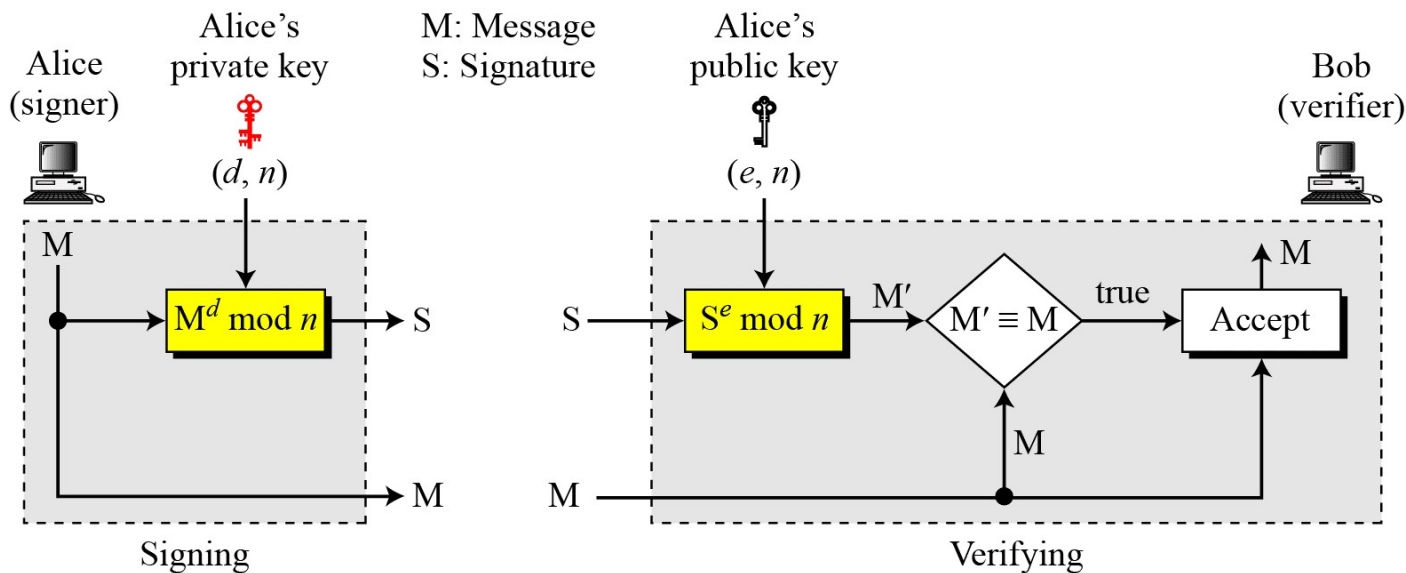 Alice
(signer)
Alice’s
private key
(d, n)
M: Message
S: Signature
Alice’s
public key
(e, n)
Bob
(verifier)
M
M^d mod n
S
M
Signing
S
S^e mod n
M′
M′ ≡ M
true
Accept
M
M
M
Verifying